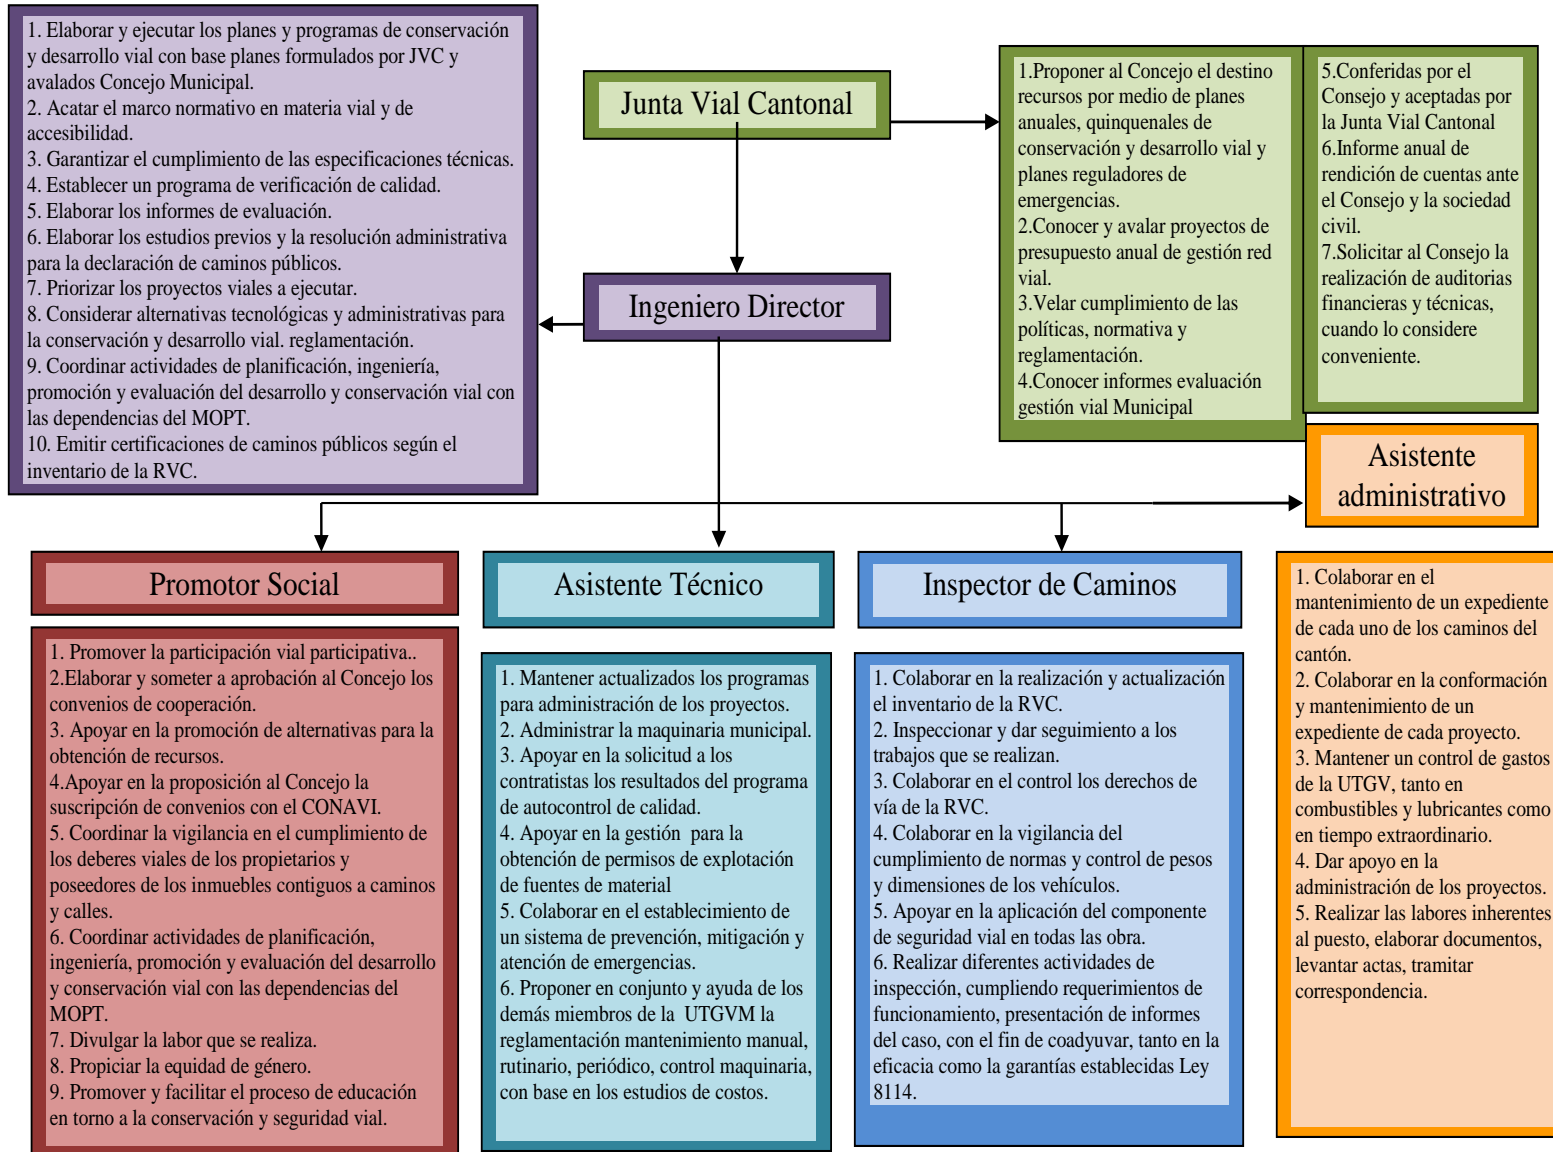 1. Elaborar y ejecutar los planes y programas de conservación
y desarrollo vial con base planes formulados por JVC y
avalados Concejo Municipal.
2. Acatar el marco normativo en materia vial y de
accesibilidad.
3. Garantizar el cumplimiento de las especificaciones técnicas.
4. Establecer un programa de verificación de calidad.
5. Elaborar los informes de evaluación.
6. Elaborar los estudios previos y la resolución administrativa
para la declaración de caminos públicos.
7. Priorizar los proyectos viales a ejecutar.
8. Considerar alternativas tecnológicas y administrativas para
la conservación y desarrollo vial. reglamentación.
9. Coordinar actividades de planificación, ingeniería,
promoción y evaluación del desarrollo y conservación vial con
las dependencias del MOPT.
10. Emitir certificaciones de caminos públicos según el
inventario de la RVC.
Junta Vial Cantonal
1.Proponer al Concejo el destino
recursos por medio de planes
anuales, quinquenales de
conservación y desarrollo vial y
planes reguladores de
emergencias.
2.Conocer y avalar proyectos de
presupuesto anual de gestión red
vial.
3.Velar cumplimiento de las
políticas, normativa y
reglamentación.
4.Conocer informes evaluación
gestión vial Municipal
5.Conferidas por el
Consejo y aceptadas por
la Junta Vial Cantonal
6.Informe anual de
rendición de cuentas ante
el Consejo y la sociedad
civil.
7.Solicitar al Consejo la
realización de auditorias
financieras y técnicas,
cuando lo considere
conveniente.
Ingeniero Director
Asistente
administrativo
Promotor Social
Asistente Técnico
Inspector de Caminos
1. Promover la participación vial participativa..
2.Elaborar y someter a aprobación al Concejo los
convenios de cooperación.
3. Apoyar en la promoción de alternativas para la
obtención de recursos.
4.Apoyar en la proposición al Concejo la
suscripción de convenios con el CONAVI.
5. Coordinar la vigilancia en el cumplimiento de
los deberes viales de los propietarios y
poseedores de los inmuebles contiguos a caminos
y calles.
6. Coordinar actividades de planificación,
ingeniería, promoción y evaluación del desarrollo
y conservación vial con las dependencias del
MOPT.
7. Divulgar la labor que se realiza.
8. Propiciar la equidad de género.
9. Promover y facilitar el proceso de educación
en torno a la conservación y seguridad vial.
1. Mantener actualizados los programas
para administración de los proyectos.
2. Administrar la maquinaria municipal.
3. Apoyar en la solicitud a los
contratistas los resultados del programa
de autocontrol de calidad.
4. Apoyar en la gestión para la
obtención de permisos de explotación
de fuentes de material
5. Colaborar en el establecimiento de
un sistema de prevención, mitigación y
atención de emergencias.
6. Proponer en conjunto y ayuda de los
demás miembros de la UTGVM la
reglamentación mantenimiento manual,
rutinario, periódico, control maquinaria,
con base en los estudios de costos.
1. Colaborar en la realización y actualización
el inventario de la RVC.
2. Inspeccionar y dar seguimiento a los
trabajos que se realizan.
3. Colaborar en el control los derechos de
vía de la RVC.
4. Colaborar en la vigilancia del
cumplimiento de normas y control de pesos
y dimensiones de los vehículos.
5. Apoyar en la aplicación del componente
de seguridad vial en todas las obra.
6. Realizar diferentes actividades de
inspección, cumpliendo requerimientos de
funcionamiento, presentación de informes
del caso, con el fin de coadyuvar, tanto en la
eficacia como la garantías establecidas Ley
8114.
1. Colaborar en el
mantenimiento de un expediente
de cada uno de los caminos del
cantón.
2. Colaborar en la conformación
y mantenimiento de un
expediente de cada proyecto.
3. Mantener un control de gastos
de la UTGV, tanto en
combustibles y lubricantes como
en tiempo extraordinario.
4. Dar apoyo en la
administración de los proyectos.
5. Realizar las labores inherentes
al puesto, elaborar documentos,
levantar actas, tramitar
correspondencia.